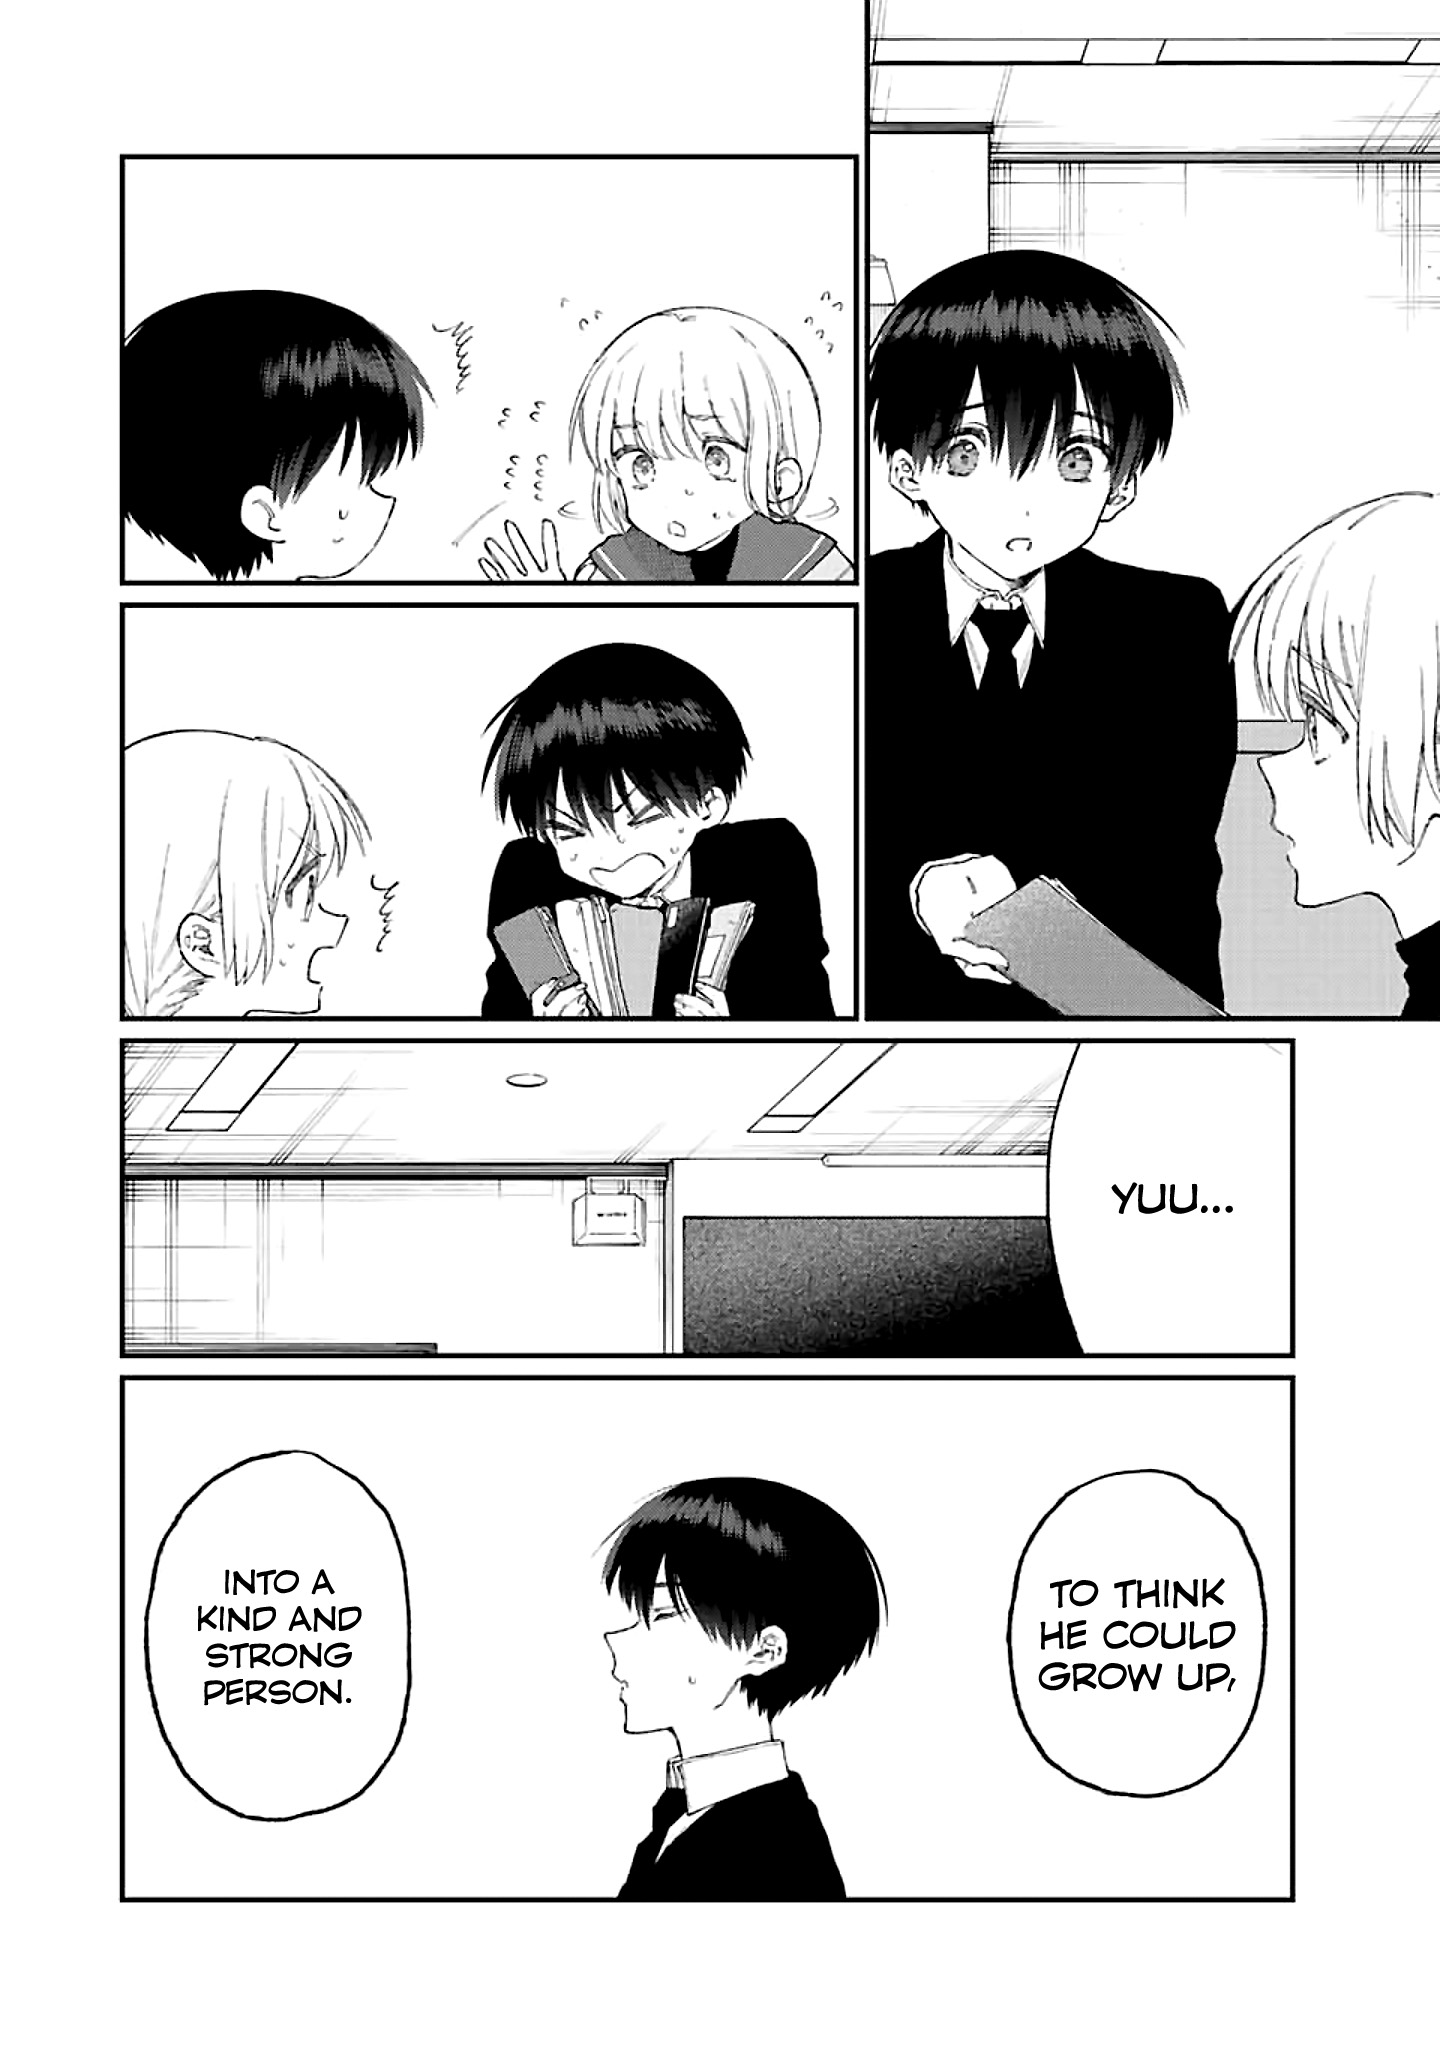 YUU...
TO THINK
HE COULD
GROW UP,
INTO A
KIND AND
STRONG
PERSON.